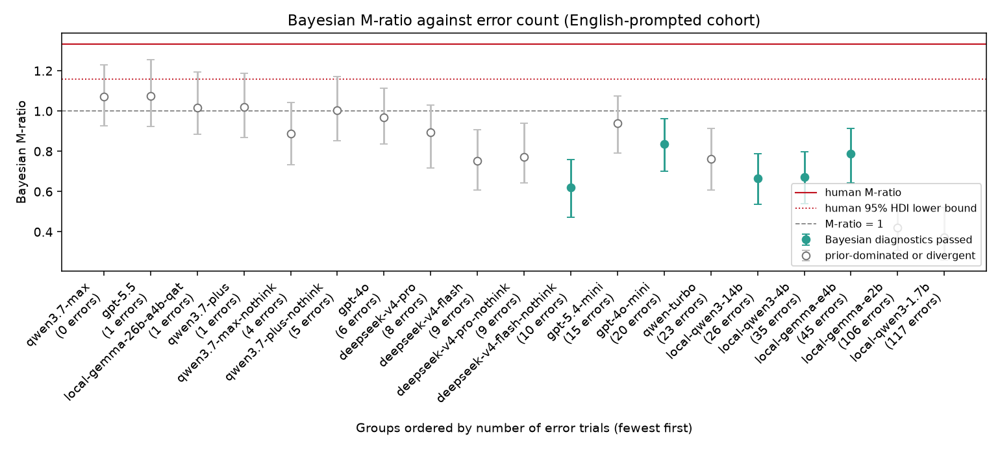 Bayesian M-ratio against error count (English-prompted cohort)
Bayesian M-ratio
1.2
1.0
0.8
0.6
0.4
human M-ratio
human 95% HDI lower bound
M-ratio = 1
Bayesian diagnostics passed
prior-dominated or divergent
qwen3.7-max
(0 errors)
gpt-5.5
(1 errors)
local-gemma-26b-a4b-qat
(1 errors)
qwen3.7-plus
(1 errors)
qwen3.7-max-nothink
(4 errors)
qwen3.7-plus-nothink
(5 errors)
gpt-4o
(6 errors)
deepseek-v4-pro
(8 errors)
deepseek-v4-flash
(9 errors)
deepseek-v4-pro-nothink
(9 errors)
deepseek-v4-flash-nothink
(10 errors)
gpt-5.4-mini
(15 errors)
gpt-4o-mini
(20 errors)
qwen-turbo
(23 errors)
local-qwen3-14b
(26 errors)
local-qwen3-4b
(35 errors)
local-gemma-e4b
(45 errors)
local-gemma-e2b
(106 errors)
local-qwen3-1.7b
(117 errors)
Groups ordered by number of error trials (fewest first)